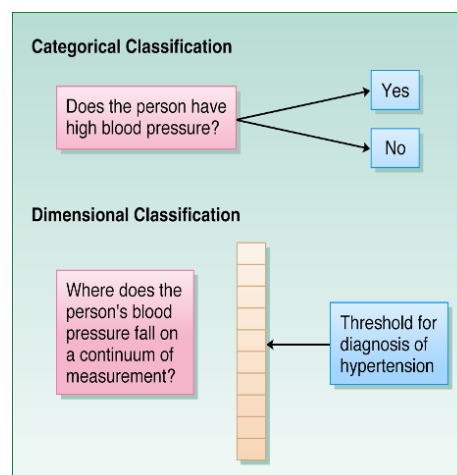 Categorical Classification
Does the person have
high blood pressure?
Yes
No
Dimensional Classification
Where does the
person's blood
pressure fall on
a continuum of
measurement?
Threshold for
diagnosis of
hypertension